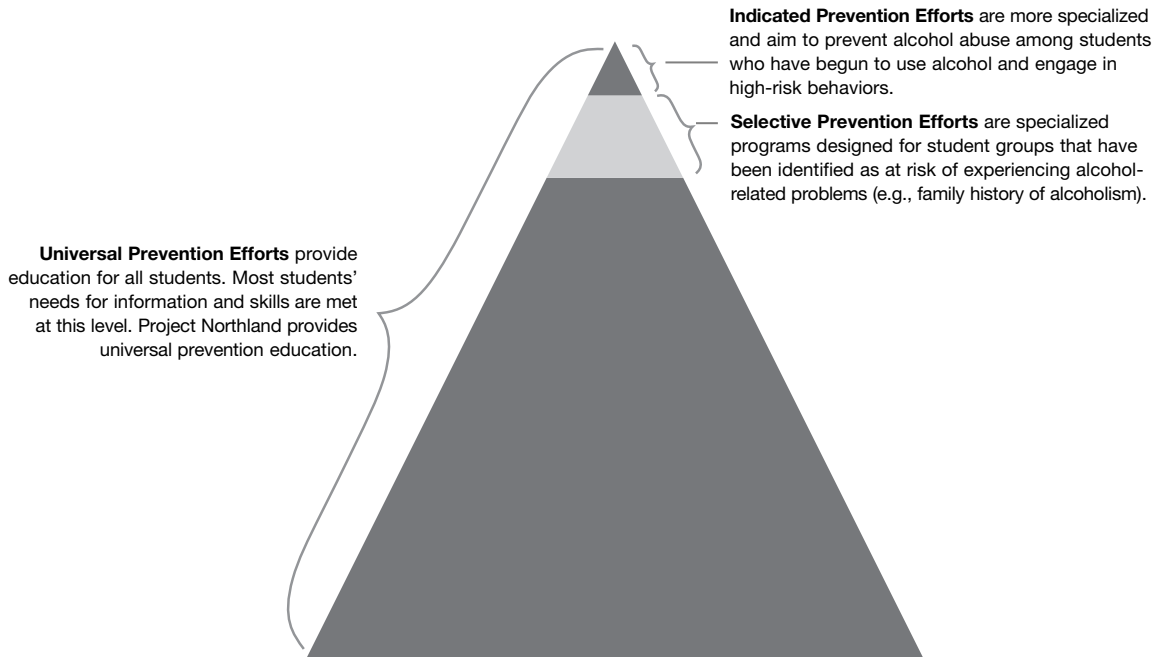 Indicated Prevention Efforts are more specialized
and aim to prevent alcohol abuse among students
who have begun to use alcohol and engage in
high-risk behaviors.
Selective Prevention Efforts are specialized
programs designed for student groups that have
been identified as at risk of experiencing alcohol-
related problems (e.g., family history of alcoholism).
Universal Prevention Efforts provide
education for all students. Most students’
needs for information and skills are met
at this level. Project Northland provides
universal prevention education.